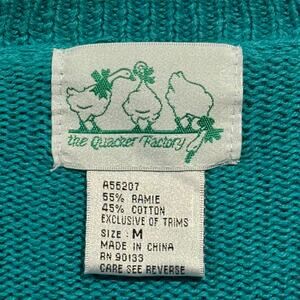 the Quacker Factory
A55207
55% RAMIE
45% COTTON
EXCLUSIVE OF TRIMS
SIZE: M
MADE IN CHINA
RN 90133
CARE SEE REVERSE